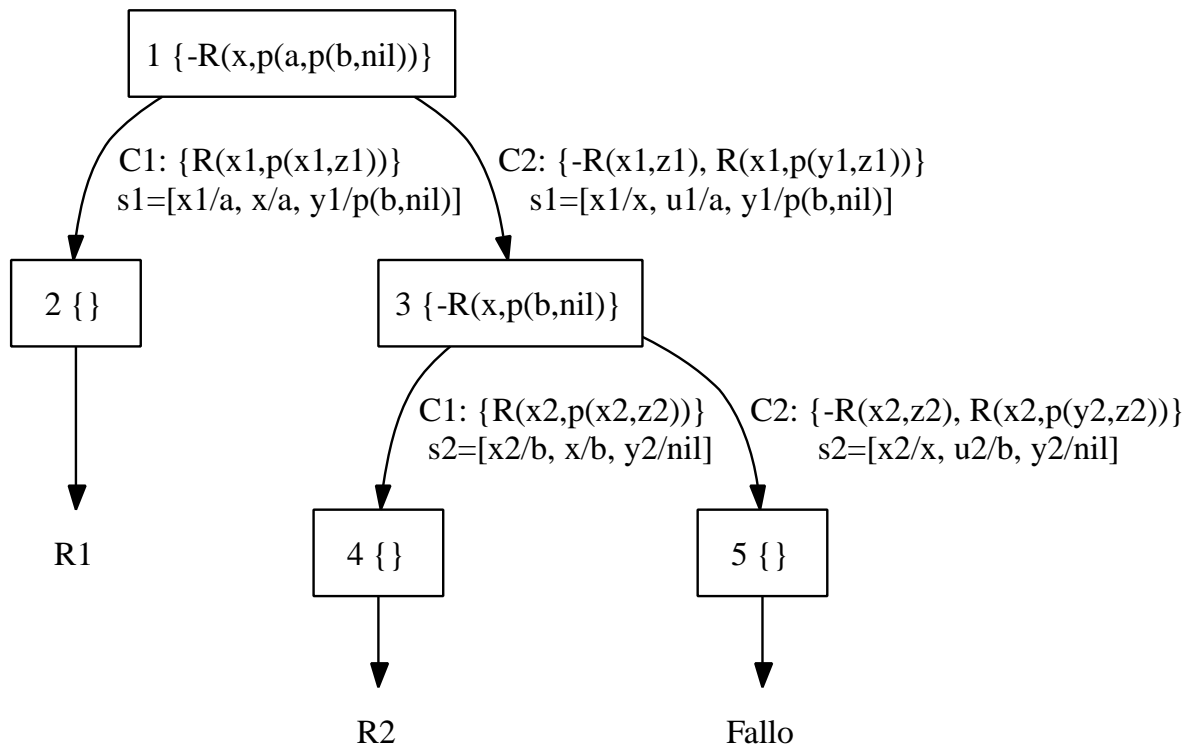 1 {-R(x,p(a,p(b,nil))}
C1: {R(x1,p(x1,z1))}
s1=[x1/a, x/a, y1/p(b,nil)]
C2: {-R(x1,z1), R(x1,p(y1,z1))}
s1=[x1/x, u1/a, y1/p(b,nil)]
2 {}
3 {-R(x,p(b,nil)}
C1: {R(x2,p(x2,z2))}
s2=[x2/b, x/b, y2/nil]
C2: {-R(x2,z2), R(x2,p(y2,z2))}
s2=[x2/x, u2/b, y2/nil]
R1
4 {}
5 {}
R2
Fallo